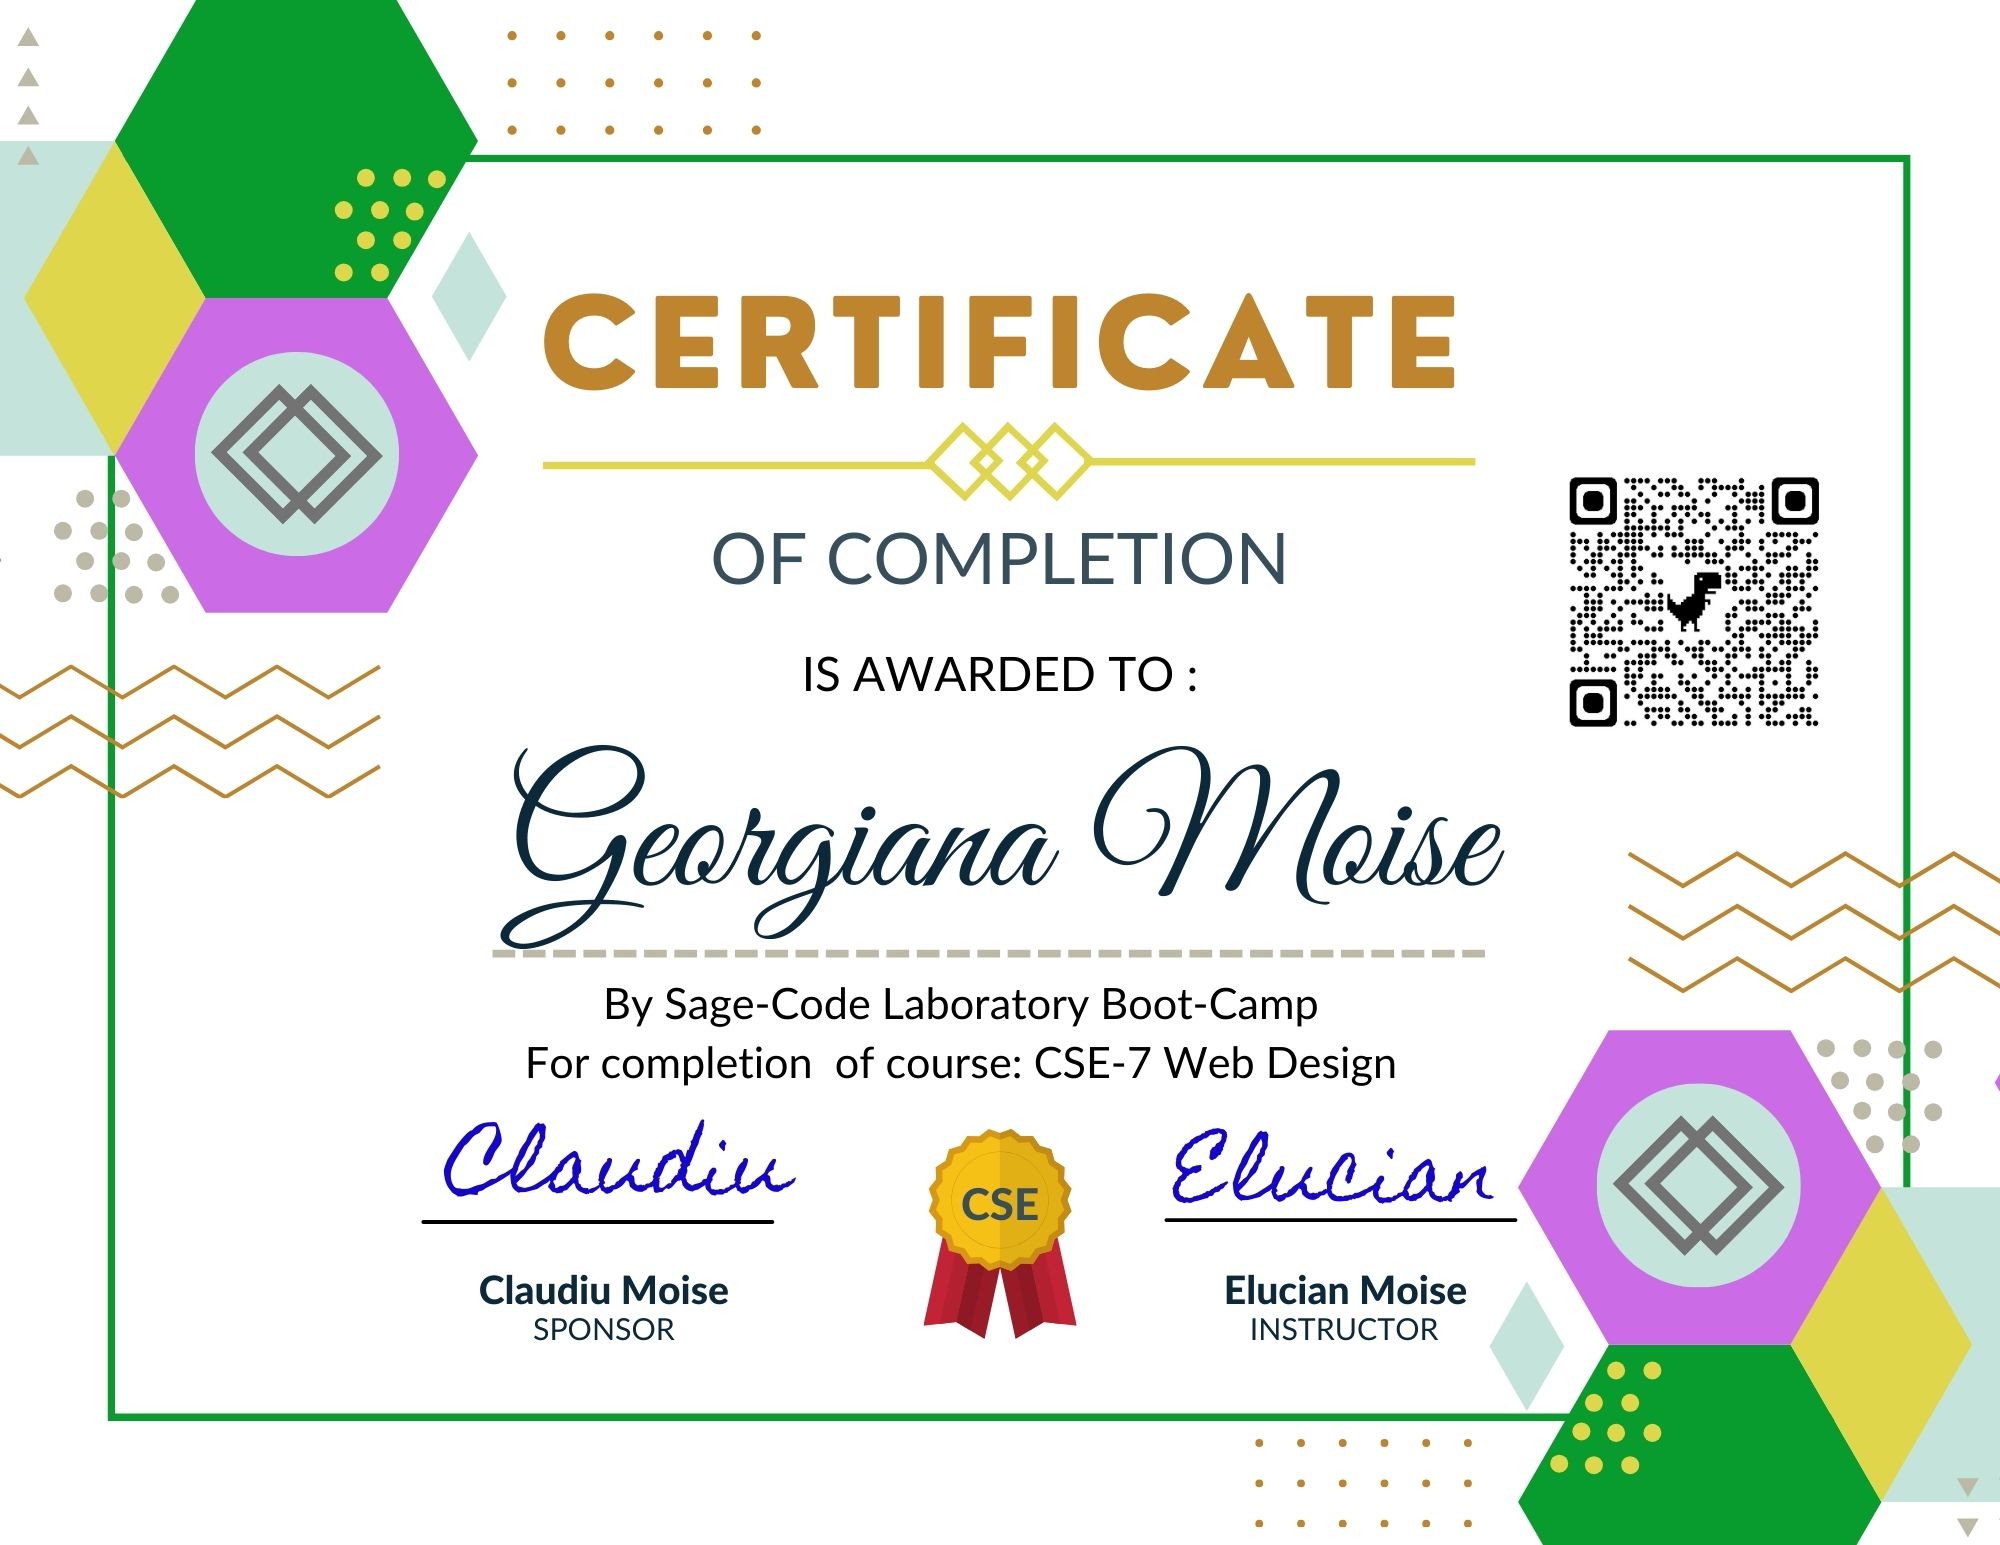 CERTIFICATE
OF COMPLETION
IS AWARDED TO :
Georgiana Moise
By Sage-Code Laboratory Boot-Camp
For completion  of course: CSE-7 Web Design
Claudiu
CSE
Elucian
Claudiu Moise
SPONSOR
Elucian Moise
INSTRUCTOR